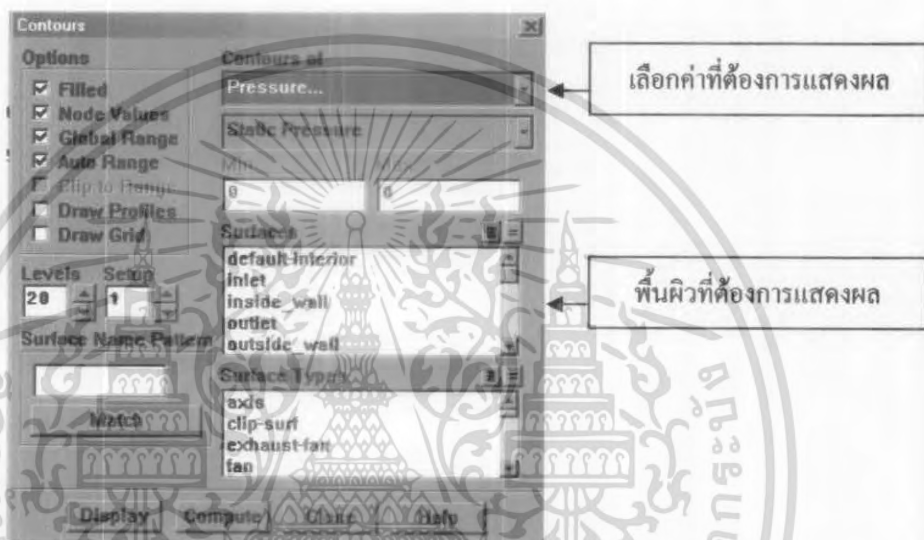 Contours
Options
Filled
Node Values
Global Range
Auto Range
Clip to Range
Draw Profiles
Draw Grid
Levels Setup
20 1
Surface Name Pattern
Match
Contours of
Pressure...
Static Pressure
Min Max
0 0
Surfaces
default-interior
inlet
inside_wall
outlet
outside_wall
Surface Types
axis
clip-surf
exhaust-fan
fan
Display Compute Close Help
เลือกค่าที่ต้องการแสดงผล
พื้นผิวที่ต้องการแสดงผล